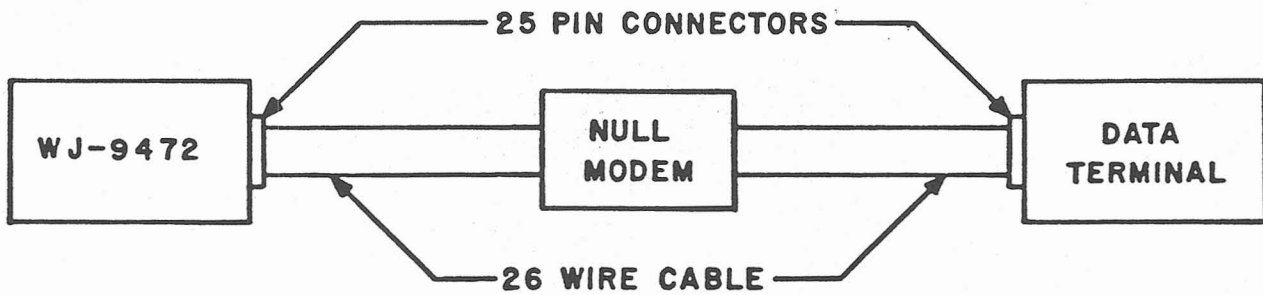 25 PIN CONNECTORS
WJ-9472
NULL
MODEM
DATA
TERMINAL
26 WIRE CABLE